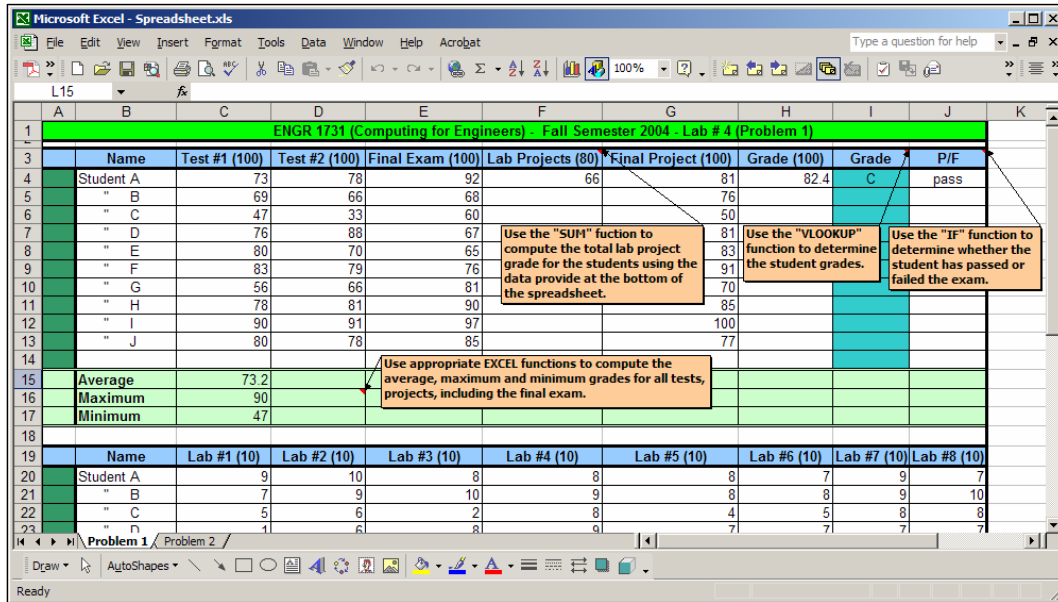 Microsoft Excel - Spreadsheet.xls
File Edit View Insert Format Tools Data Window Help Acrobat Type a question for help
100%
L15 fx
A B C D E F G H I J K
1 ENGR 1731 (Computing for Engineers) - Fall Semester 2004 - Lab # 4 (Problem 1)
3 Name Test #1 (100) Test #2 (100) Final Exam (100) Lab Projects (80) Final Project (100) Grade (100) Grade P/F
4 Student A 73 78 92 66 81 82.4 C pass
5 " B 69 66 68 76
6 " C 47 33 60 50
7 " D 76 88 67 81
8 " E 80 70 65 83
9 " F 83 79 76 91
10 " G 56 66 81 70
11 " H 78 81 90 85
12 " I 90 91 97 100
13 " J 80 78 85 77
Use the "SUM" fuction to
compute the total lab project
grade for the students using the
data provide at the bottom of
the spreadsheet.
Use the "VLOOKUP"
function to determine
the student grades.
Use the "IF" function to
determine whether the
student has passed or
failed the exam.
14
15 Average 73.2
16 Maximum 90
17 Minimum 47
Use appropriate EXCEL functions to compute the
average, maximum and minimum grades for all tests,
projects, including the final exam.
18
19 Name Lab #1 (10) Lab #2 (10) Lab #3 (10) Lab #4 (10) Lab #5 (10) Lab #6 (10) Lab #7 (10) Lab #8 (10)
20 Student A 9 10 8 8 8 7 9 7
21 " B 7 9 10 9 8 8 9 10
22 " C 5 6 2 8 4 5 8 8
23 " D 1 6 8 9 7 7 7 7
Problem 1 Problem 2
Draw AutoShapes
Ready